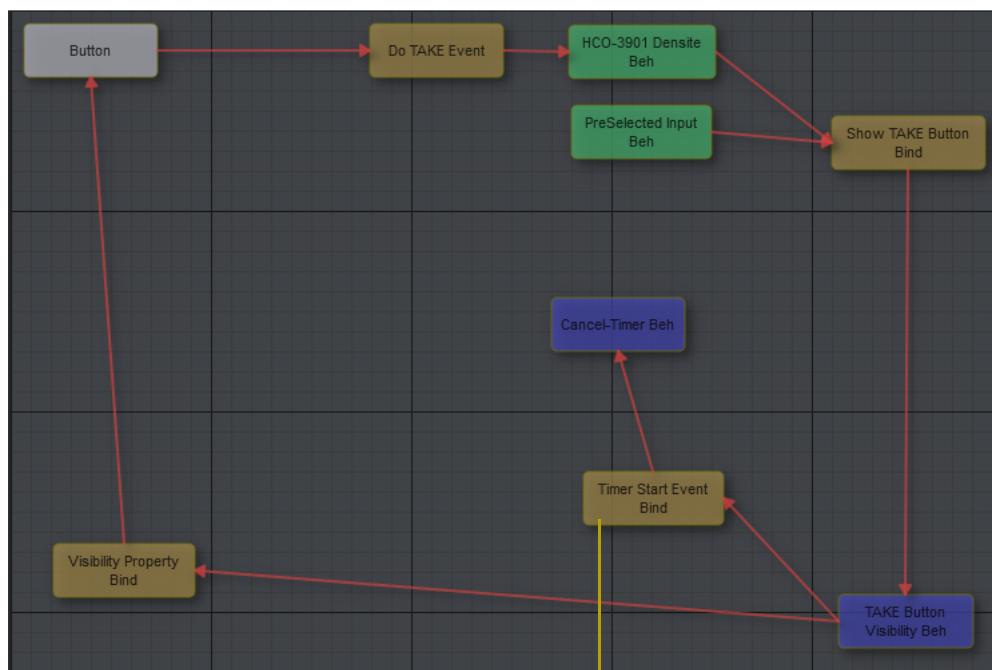 Button
Do TAKE Event
HCO-3901 Densite
Beh
PreSelected Input
Beh
Show TAKE Button
Bind
Cancel-Timer Beh
Timer Start Event
Bind
Visibility Property
Bind
TAKE Button
Visibility Beh